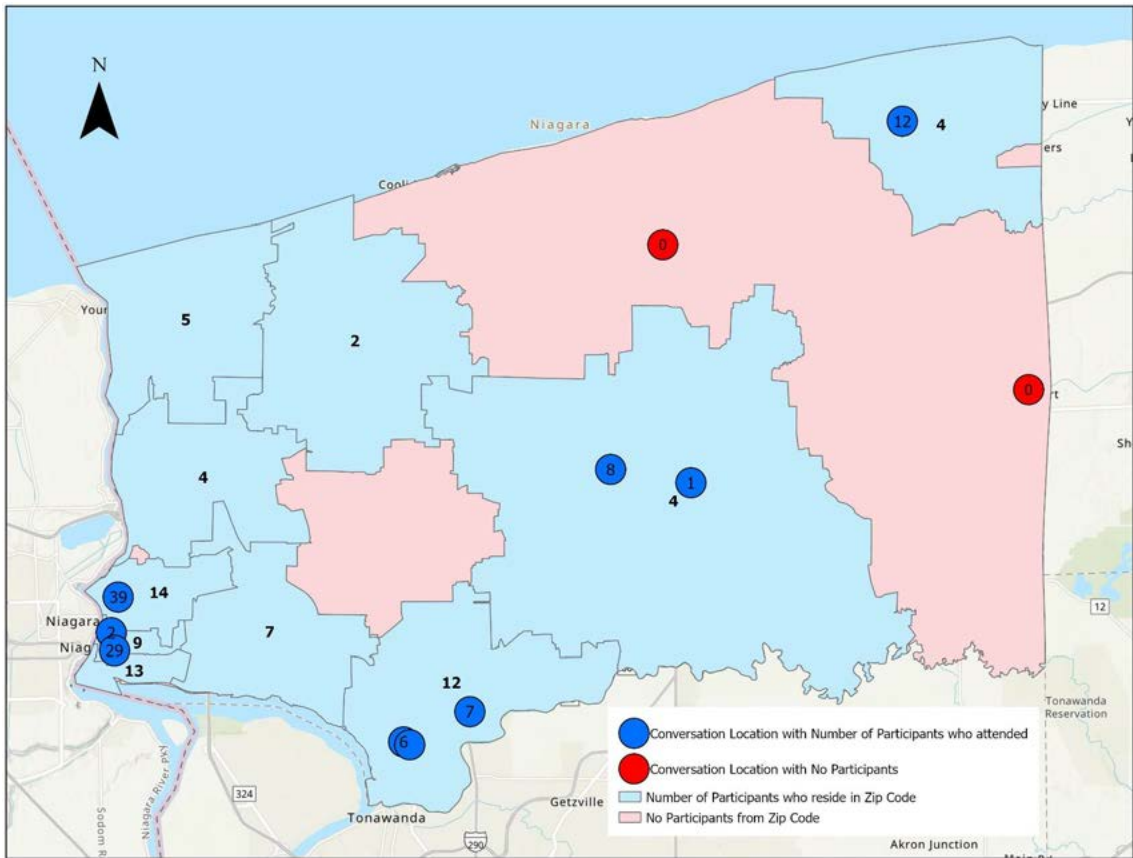 N
Niagara
y Line
12
4
ers
0
Your
5
2
0
rt
Sh
4
8
1
4
39
14
12
Niagara
2
9
Niag
29
13
7
12
7
6
Tonawanda
Reservation
Conversation Location with Number of Participants who attended
Conversation Location with No Participants
Number of Participants who reside in Zip Code
No Participants from Zip Code
Niagara River PKY
Sodom R
324
Tonawanda
Getzville
290
Akron Junction
Main R